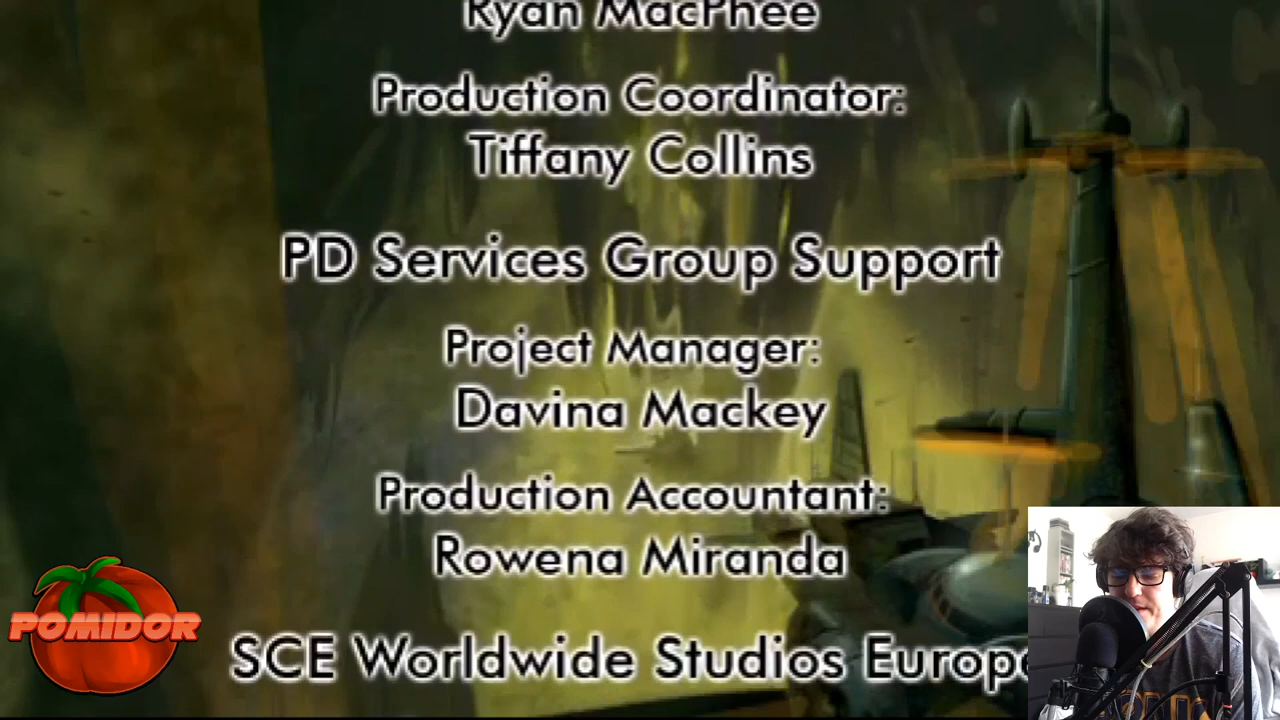 Ryan MacPhee
Production Coordinator:
Tiffany Collins
PD Services Group Support
Project Manager:
Davina Mackey
Production Accountant:
Rowena Miranda
POMIDOR
SCE Worldwide Studios Europe